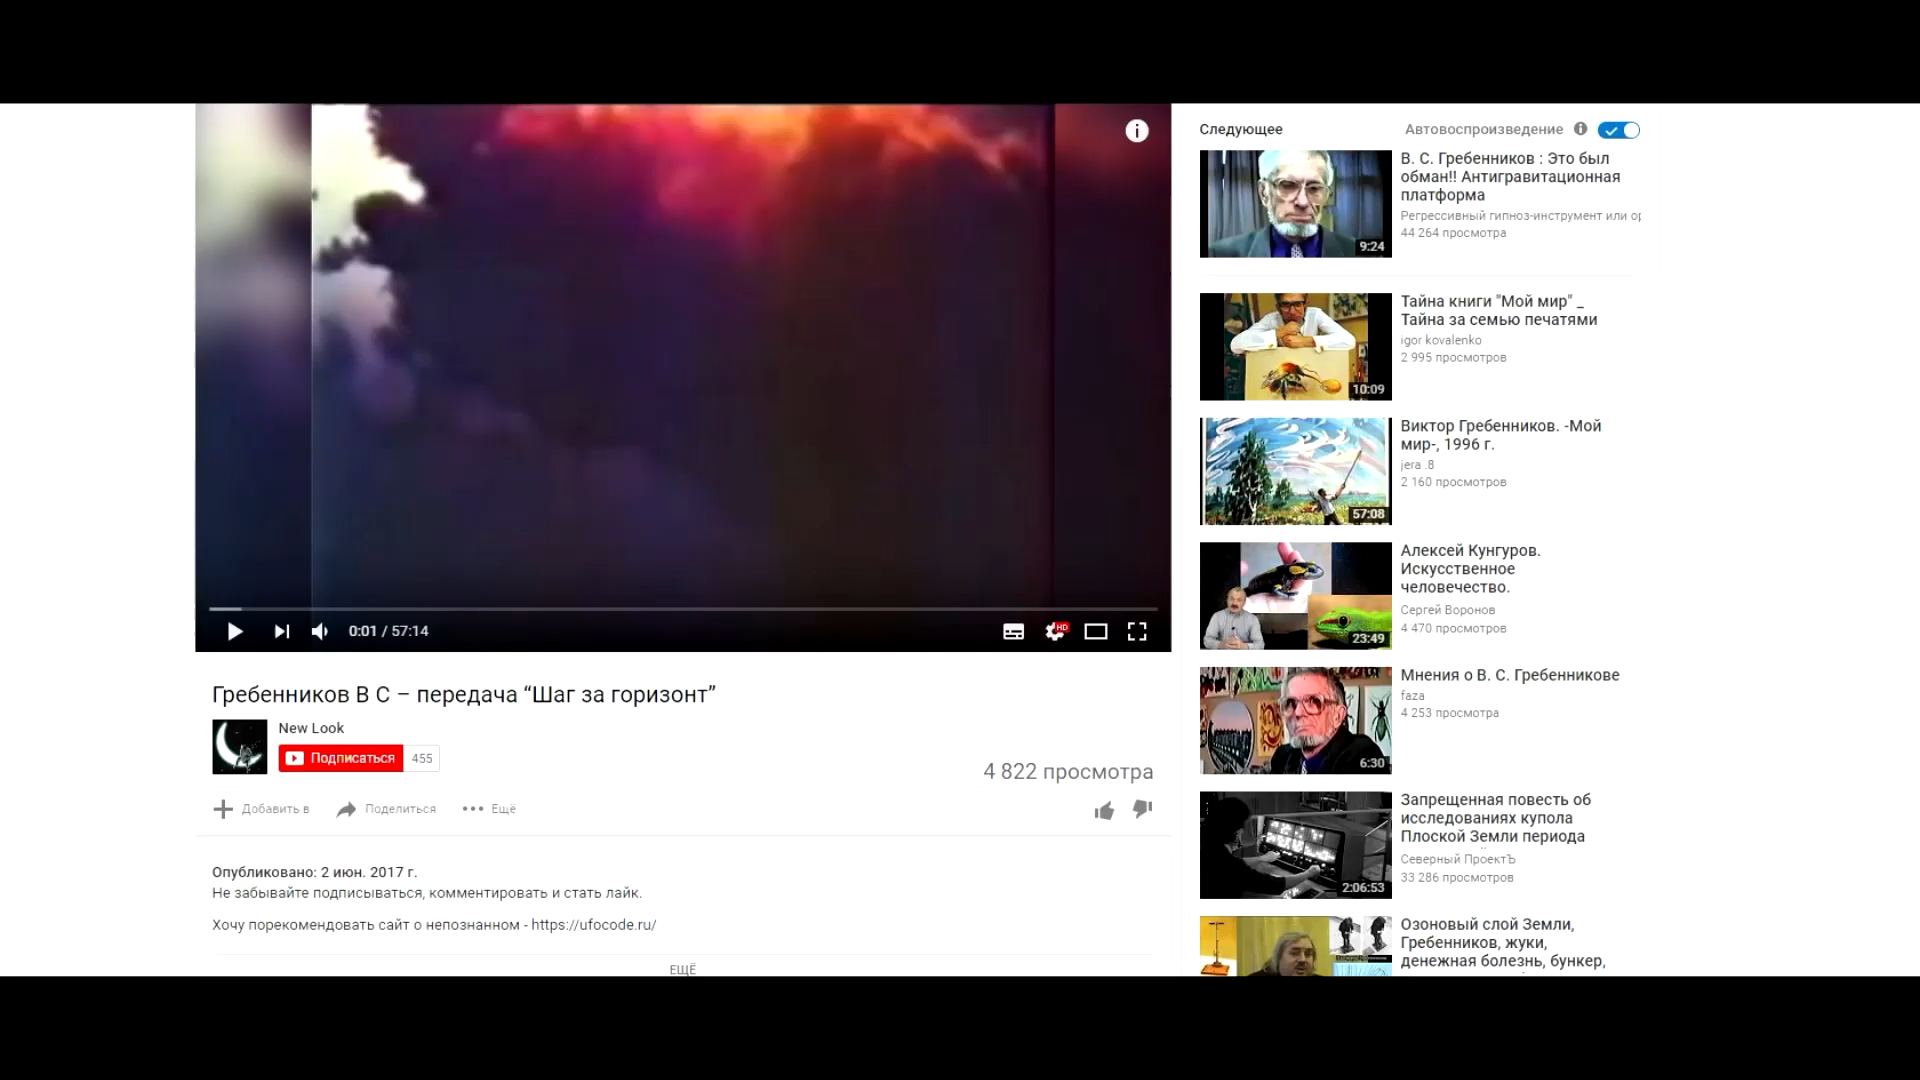 0:01 / 57:14
HD
Гребенников В С – передача “Шаг за горизонт”
New Look
Подписаться
455
4 822 просмотра
Добавить в
Поделиться
Ещё
Опубликовано: 2 июн. 2017 г.
Не забывайте подписываться, комментировать и стать лайк.
Хочу порекомендовать сайт о непознанном - https://ufocode.ru/
ЕЩЁ
Следующее
Автовоспроизведение
9:24
В. С. Гребенников : Это был
обман!! Антигравитационная
платформа
Регрессивный гипноз-инструмент или
44 264 просмотра
10:09
Тайна книги "Мой мир" _
Тайна за семью печатями
igor kovalenko
2 995 просмотров
57:08
Виктор Гребенников. -Мой
мир-, 1996 г.
jera .8
2 160 просмотров
23:49
Алексей Кунгуров.
Искусственное
человечество.
Сергей Воронов
4 470 просмотров
6:30
Мнения о В. С. Гребенникове
faza
4 253 просмотра
2:06:53
Запрещенная повесть об
исследованиях купола
Плоской Земли периода
Северный ПроектЪ
33 286 просмотров
Озоновый слой Земли,
Гребенников, жуки,
денежная болезнь, бункер,